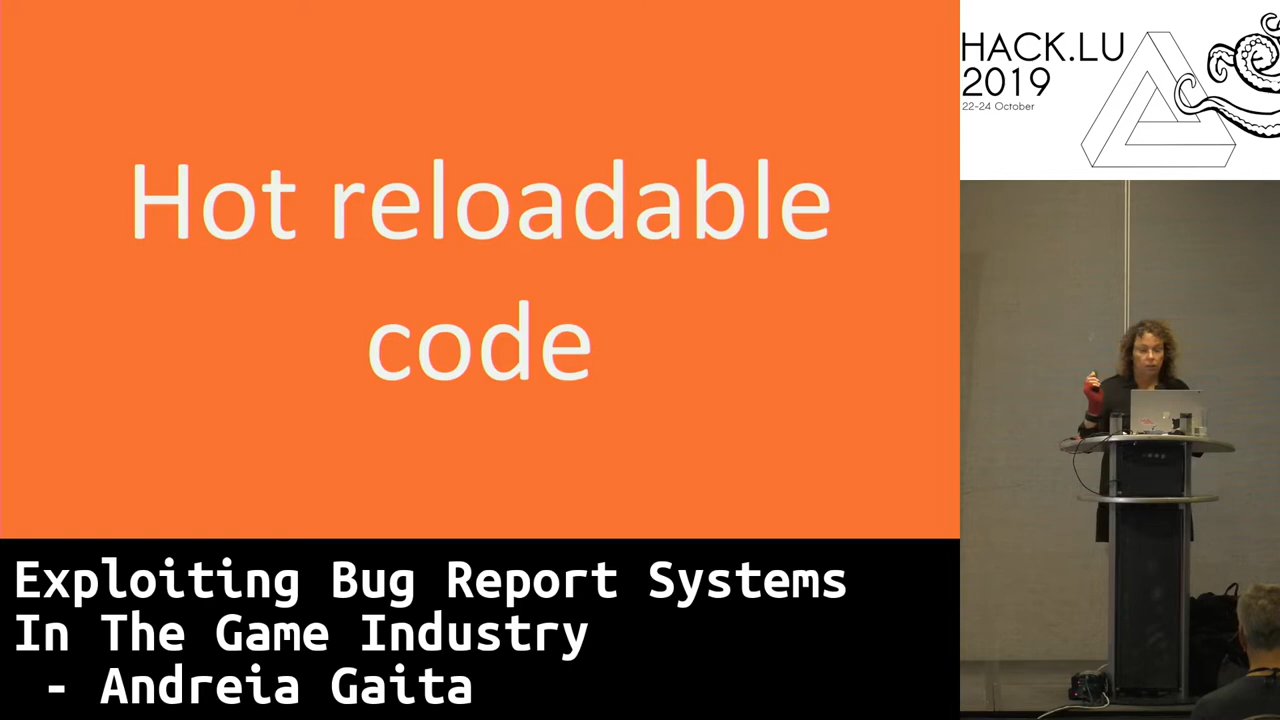 Hot reloadable
code
HACK.LU
2019
22-24 October
Exploiting Bug Report Systems
In The Game Industry
- Andreia Gaita